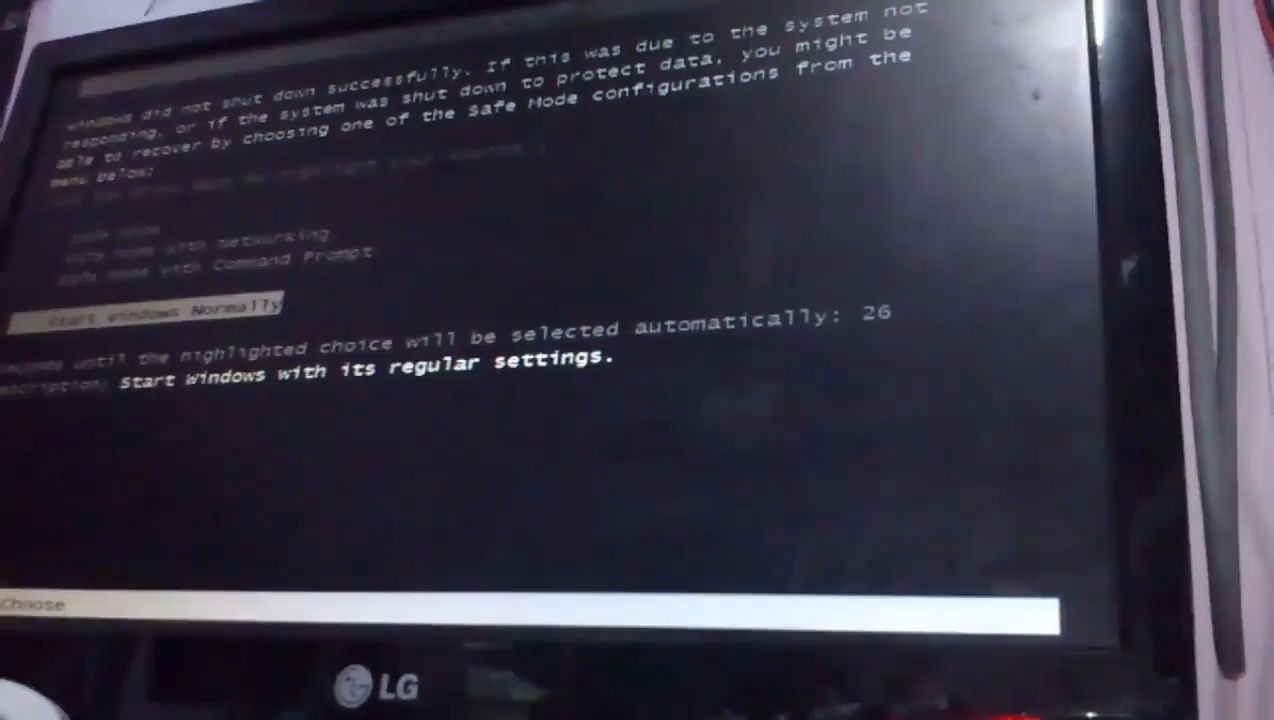 Windows did not shut down successfully. If this was due to the system not
responding, or if the system was shut down to protect data, you might be
able to recover by choosing one of the Safe Mode configurations from the
menu below:
Safe Mode
Safe Mode with Networking
Safe Mode with Command Prompt
Start Windows Normally
until the highlighted choice will be selected automatically: 26
Start Windows with its regular settings.
Choose
LG